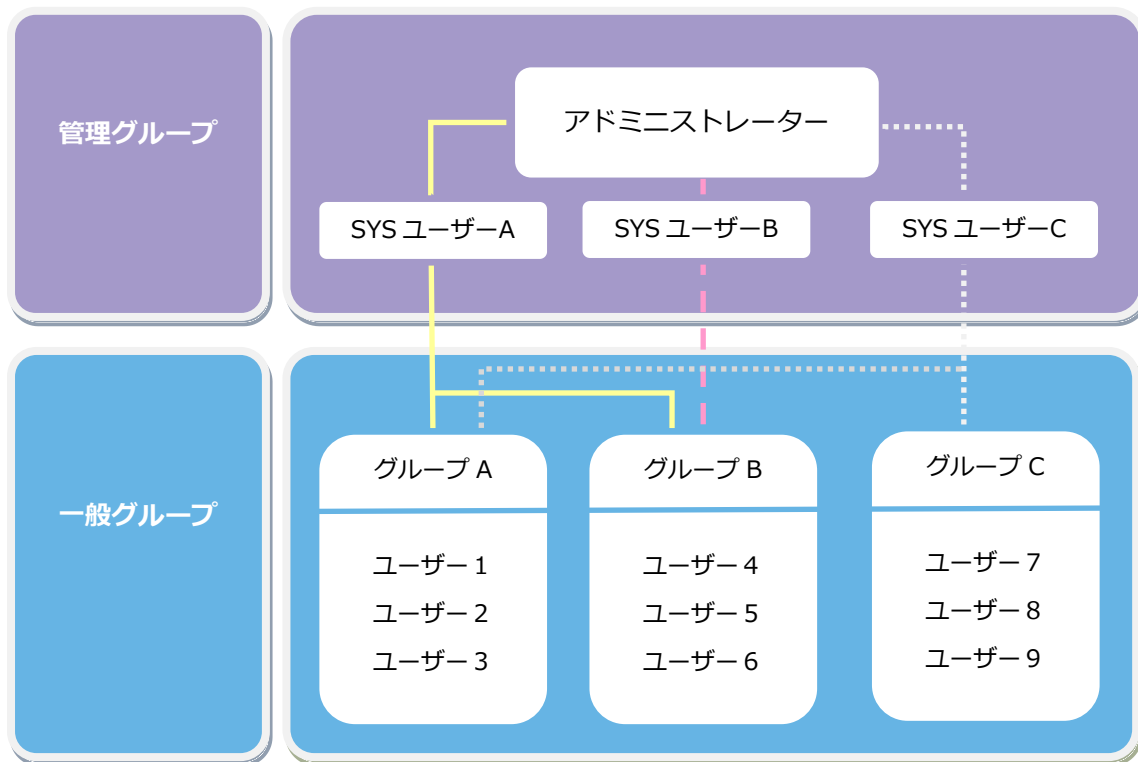 管理グループ
アドミニストレーター
SYS ユーザーA
SYS ユーザーB
SYS ユーザーC
一般グループ
グループ A
ユーザー 1
ユーザー 2
ユーザー 3
グループ B
ユーザー 4
ユーザー 5
ユーザー 6
グループ C
ユーザー 7
ユーザー 8
ユーザー 9